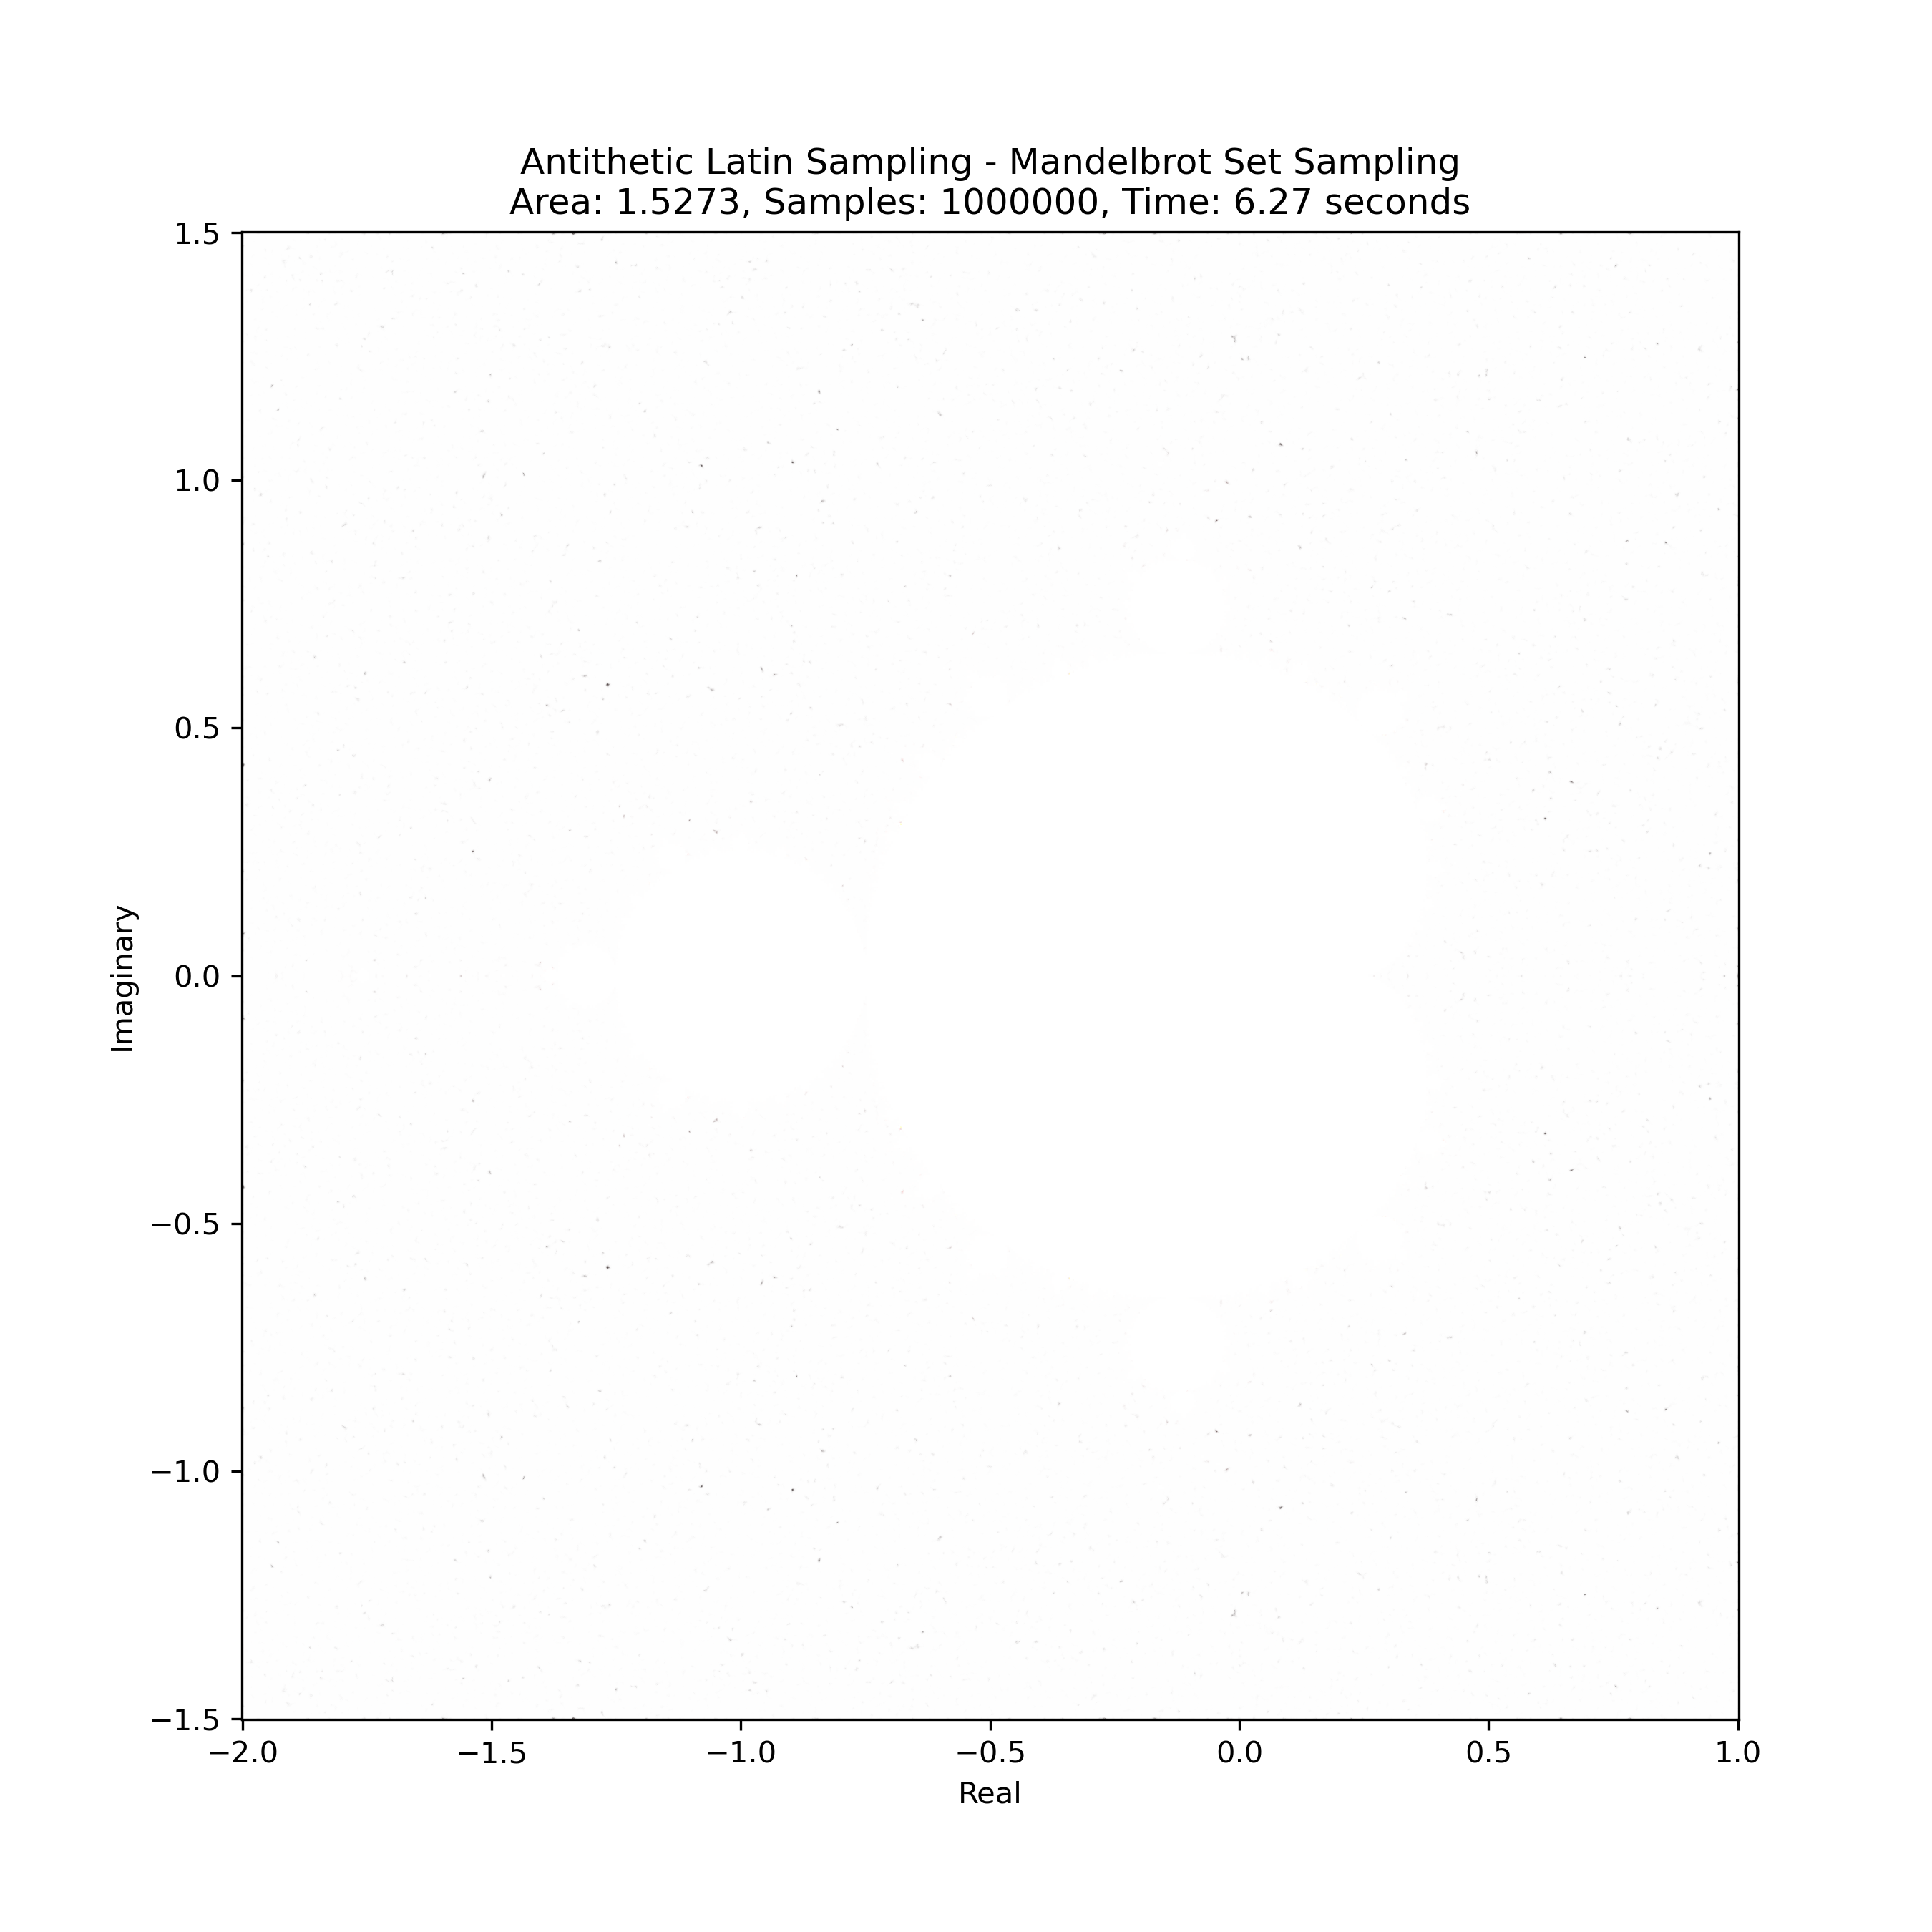 Antithetic Latin Sampling - Mandelbrot Set Sampling
Area: 1.5273, Samples: 1000000, Time: 6.27 seconds
1.5
1.0
0.5
0.0
−0.5
−1.0
−1.5
Imaginary
−2.0 −1.5 −1.0 −0.5 0.0 0.5 1.0
Real